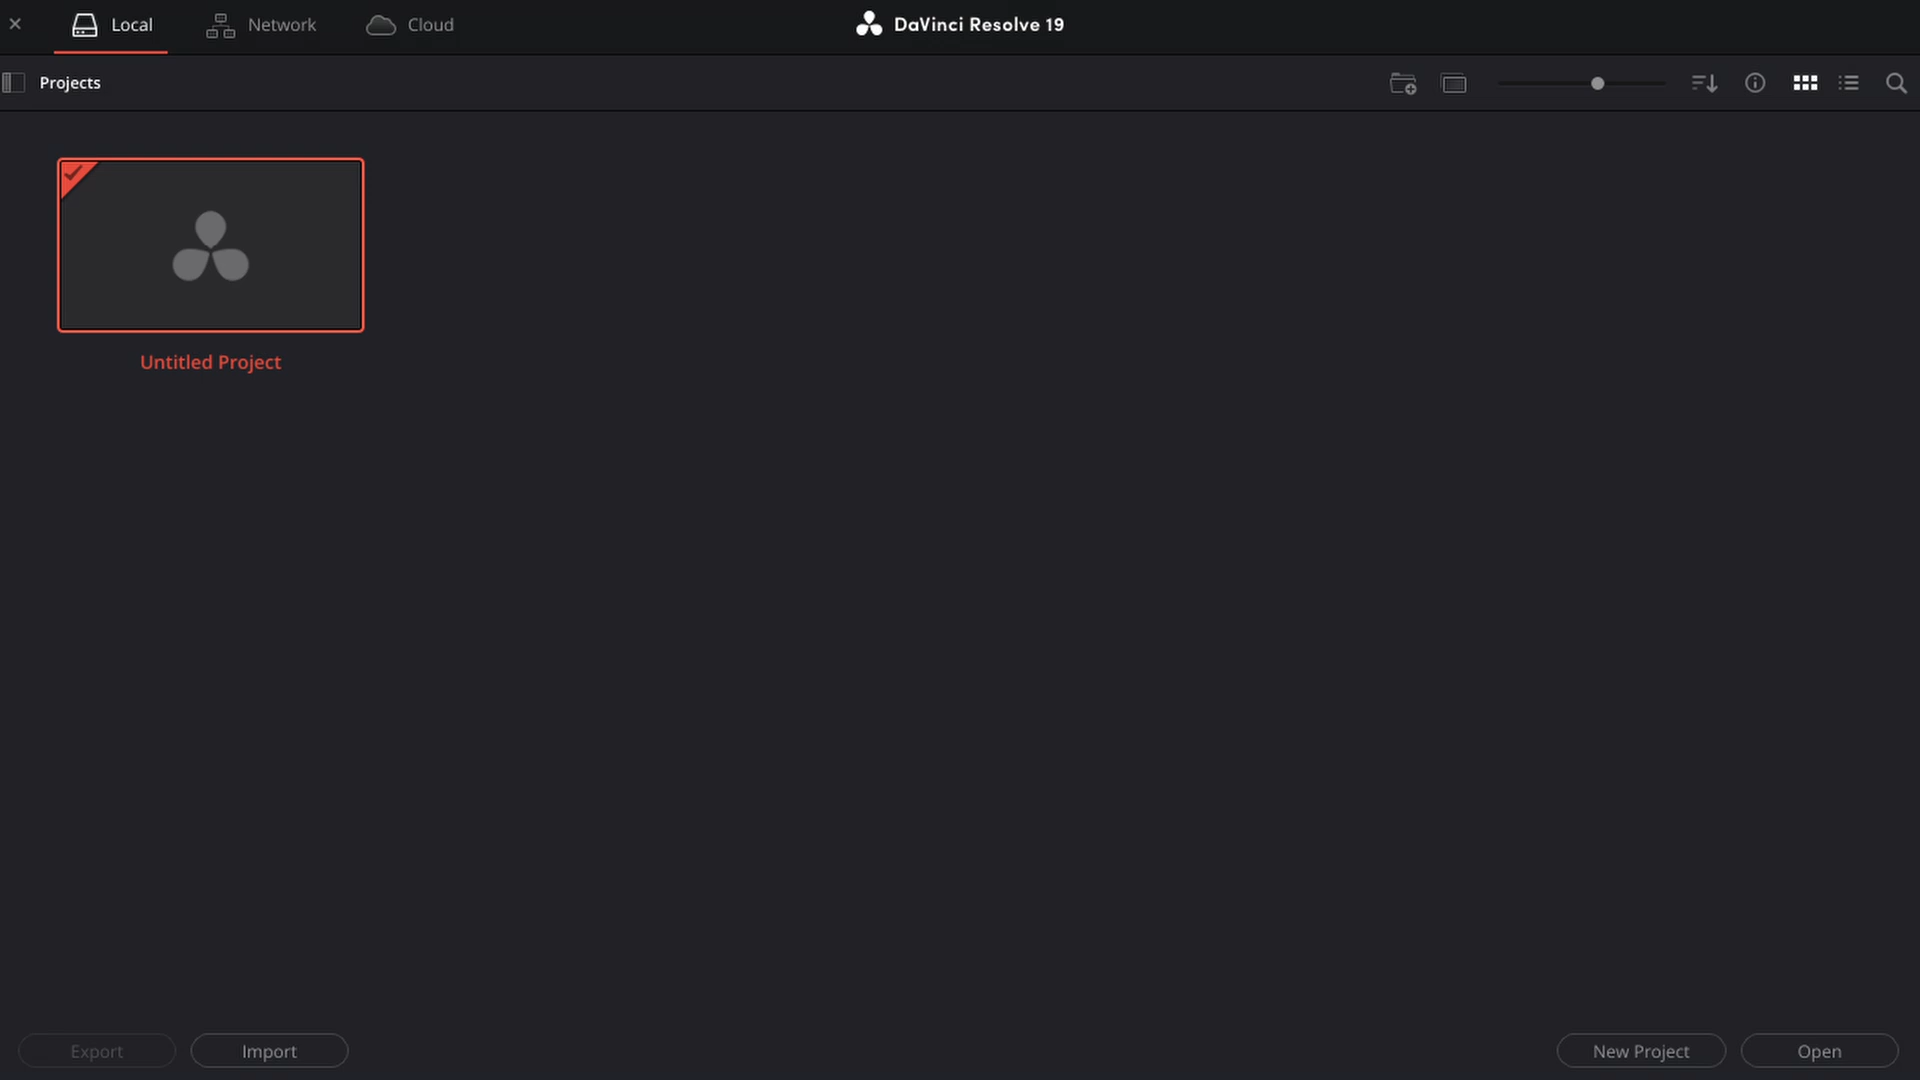 Local
Network
Cloud
DaVinci Resolve 19
Projects
Untitled Project
Export
Import
New Project
Open